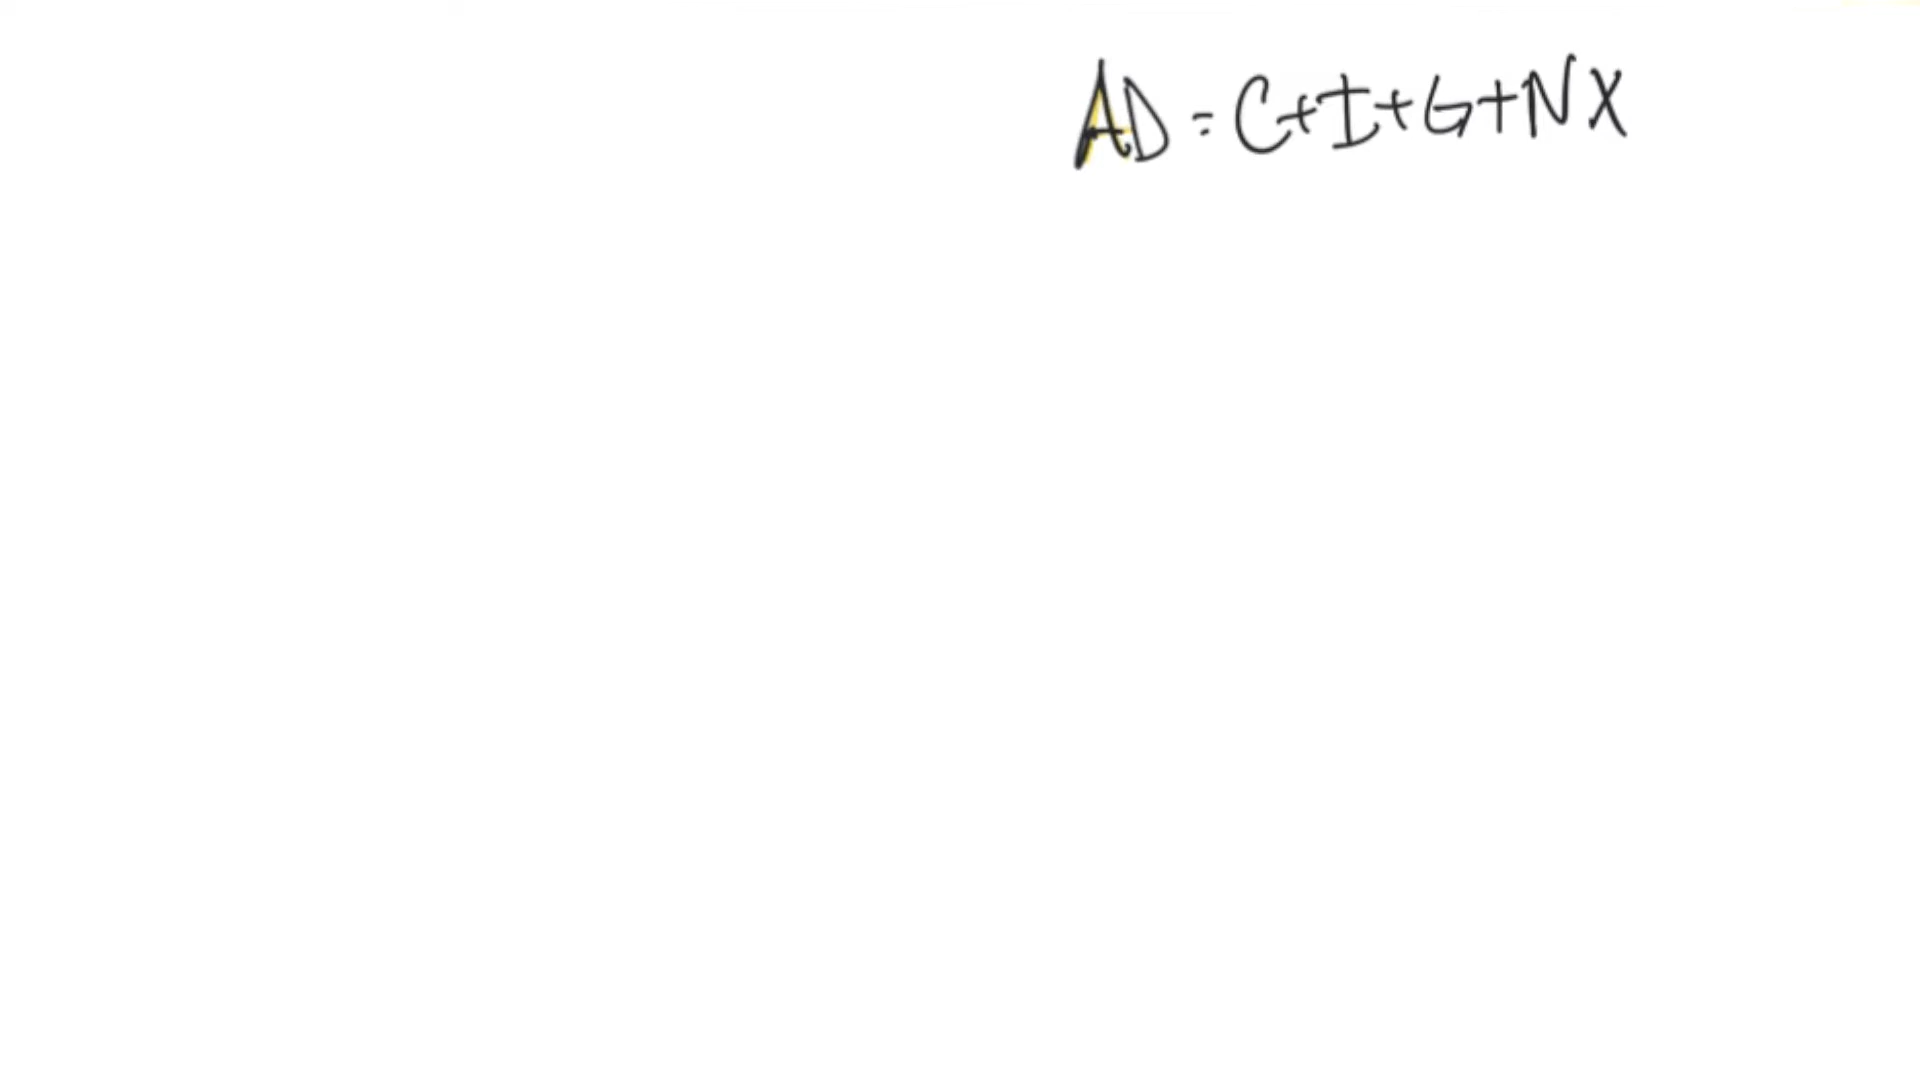 AD = C+I+G+NX